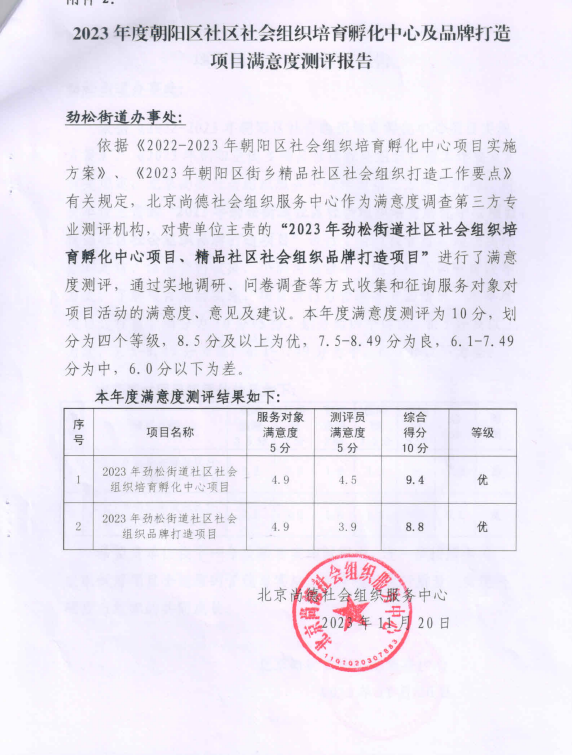 附件 2:
2023 年度朝阳区社区社会组织培育孵化中心及品牌打造
项目满意度测评报告
劲松街道办事处:
依据《2022-2023 年朝阳区社会组织培育孵化中心项目实施
方案》、《2023 年朝阳区街乡精品社区社会组织打造工作要点》
有关规定，北京尚德社会组织服务中心作为满意度调查第三方专
业测评机构，对贵单位主责的“2023 年劲松街道社区社会组织培
育孵化中心项目、精品社区社会组织品牌打造项目”进行了满意
度测评，通过实地调研、问卷调查等方式收集和征询服务对象对
项目活动的满意度、意见及建议。本年度满意度测评为 10 分，划
分为四个等级，8.5 分及以上为优，7.5-8.49 分为良，6.1-7.49
分为中，6.0 分以下为差。
本年度满意度测评结果如下:
序号 项目名称 服务对象满意度5 分 测评员满意度5 分 综合得分10 分 等级
1 2023 年劲松街道社区社会组织培育孵化中心项目 4.9 4.5 9.4 优
2 2023 年劲松街道社区社会组织品牌打造项目 4.9 3.9 8.8 优
北京尚德社会组织服务中心
2023 年 11 月 20 日
北京尚德社会组织服务中心